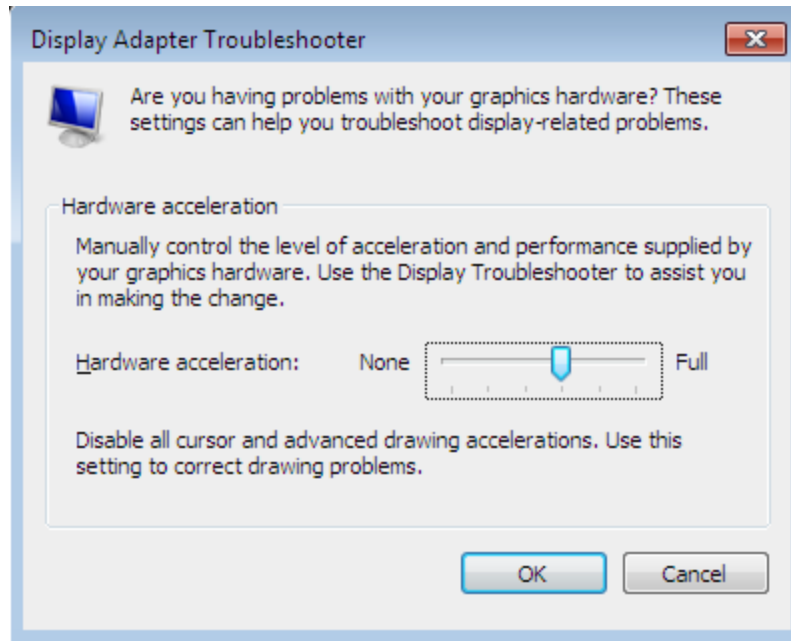 Display Adapter Troubleshooter
Are you having problems with your graphics hardware? These
settings can help you troubleshoot display-related problems.
Hardware acceleration
Manually control the level of acceleration and performance supplied by
your graphics hardware. Use the Display Troubleshooter to assist you
in making the change.
Hardware acceleration: None Full
Disable all cursor and advanced drawing accelerations. Use this
setting to correct drawing problems.
OK Cancel